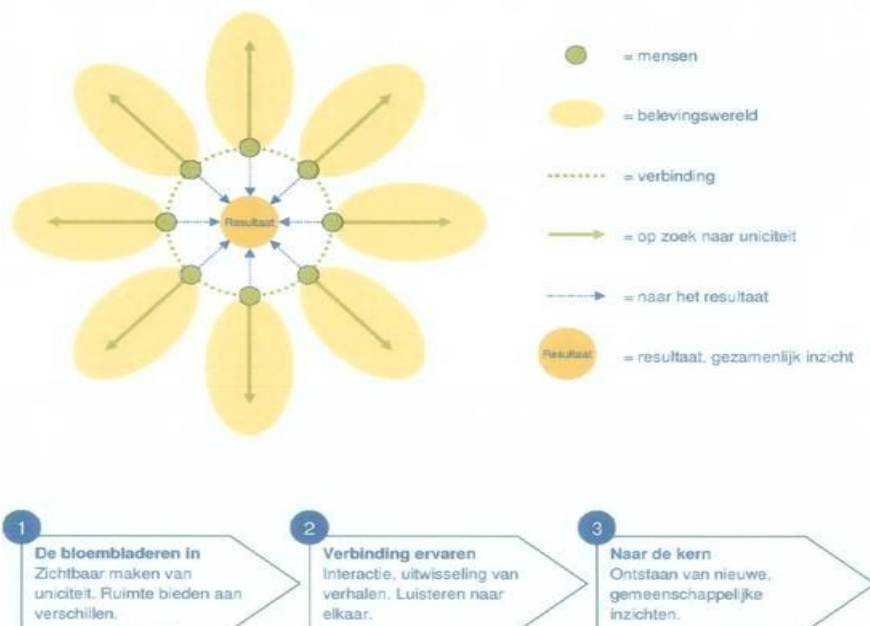 = mensen
= belevingswereld
= verbinding
= op zoek naar uniciteit
= naar het resultaat
Resultaat
Resultaat
= resultaat, gezamenlijk inzicht
1
De bloembladeren in
Zichtbaar maken van
uniciteit. Ruimte bieden aan
verschillen.
2
Verbinding ervaren
Interactie, uitwisseling van
verhalen. Luisteren naar
elkaar.
3
Naar de kern
Ontstaan van nieuwe,
gemeenschappelijke
inzichten.